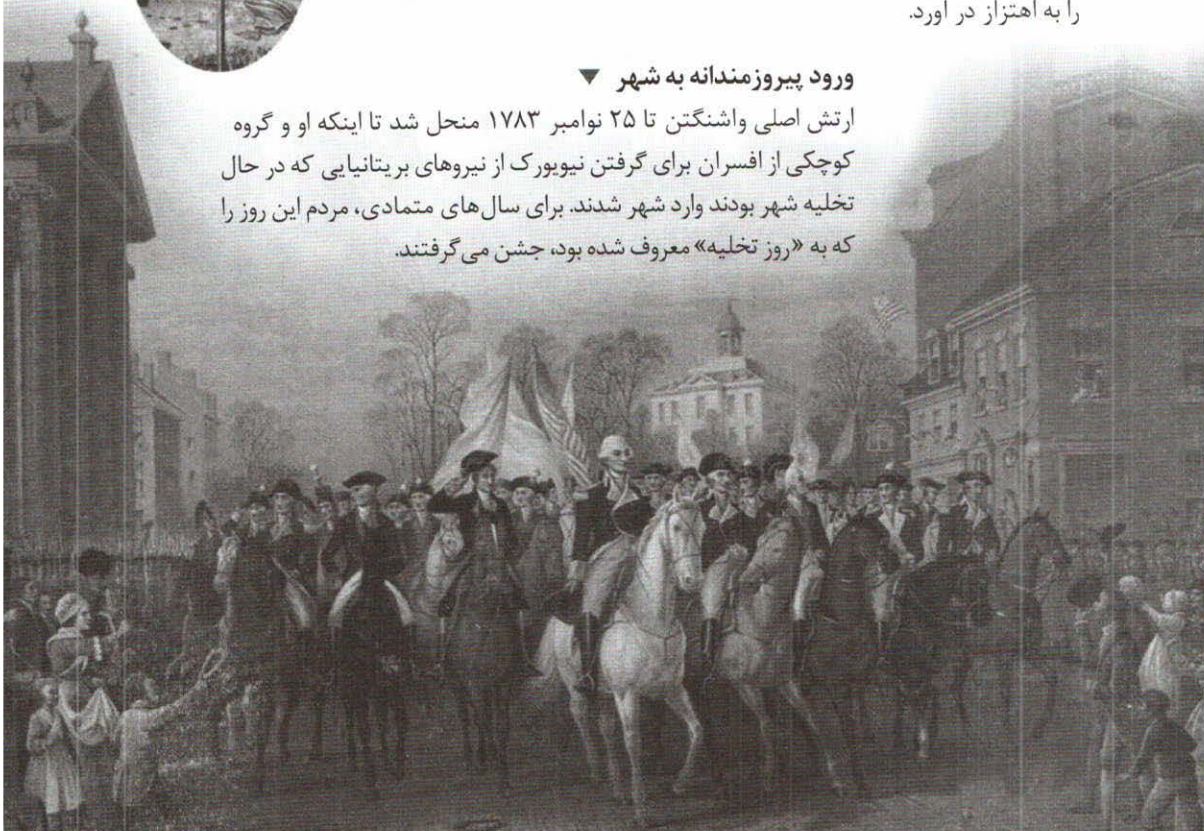 را به اهتزاز در آورد.
ورود پیروزمندانه به شهر ▼
ارتش اصلی واشنگتن تا ۲۵ نوامبر ۱۷۸۳ منحل شد تا اینکه او و گروه
کوچکی از افسران برای گرفتن نیویورک از نیروهای بریتانیایی که در حال
تخلیه شهر بودند وارد شهر شدند. برای سال‌های متمادی، مردم این روز را
که به «روز تخلیه» معروف شده بود، جشن می‌گرفتند.